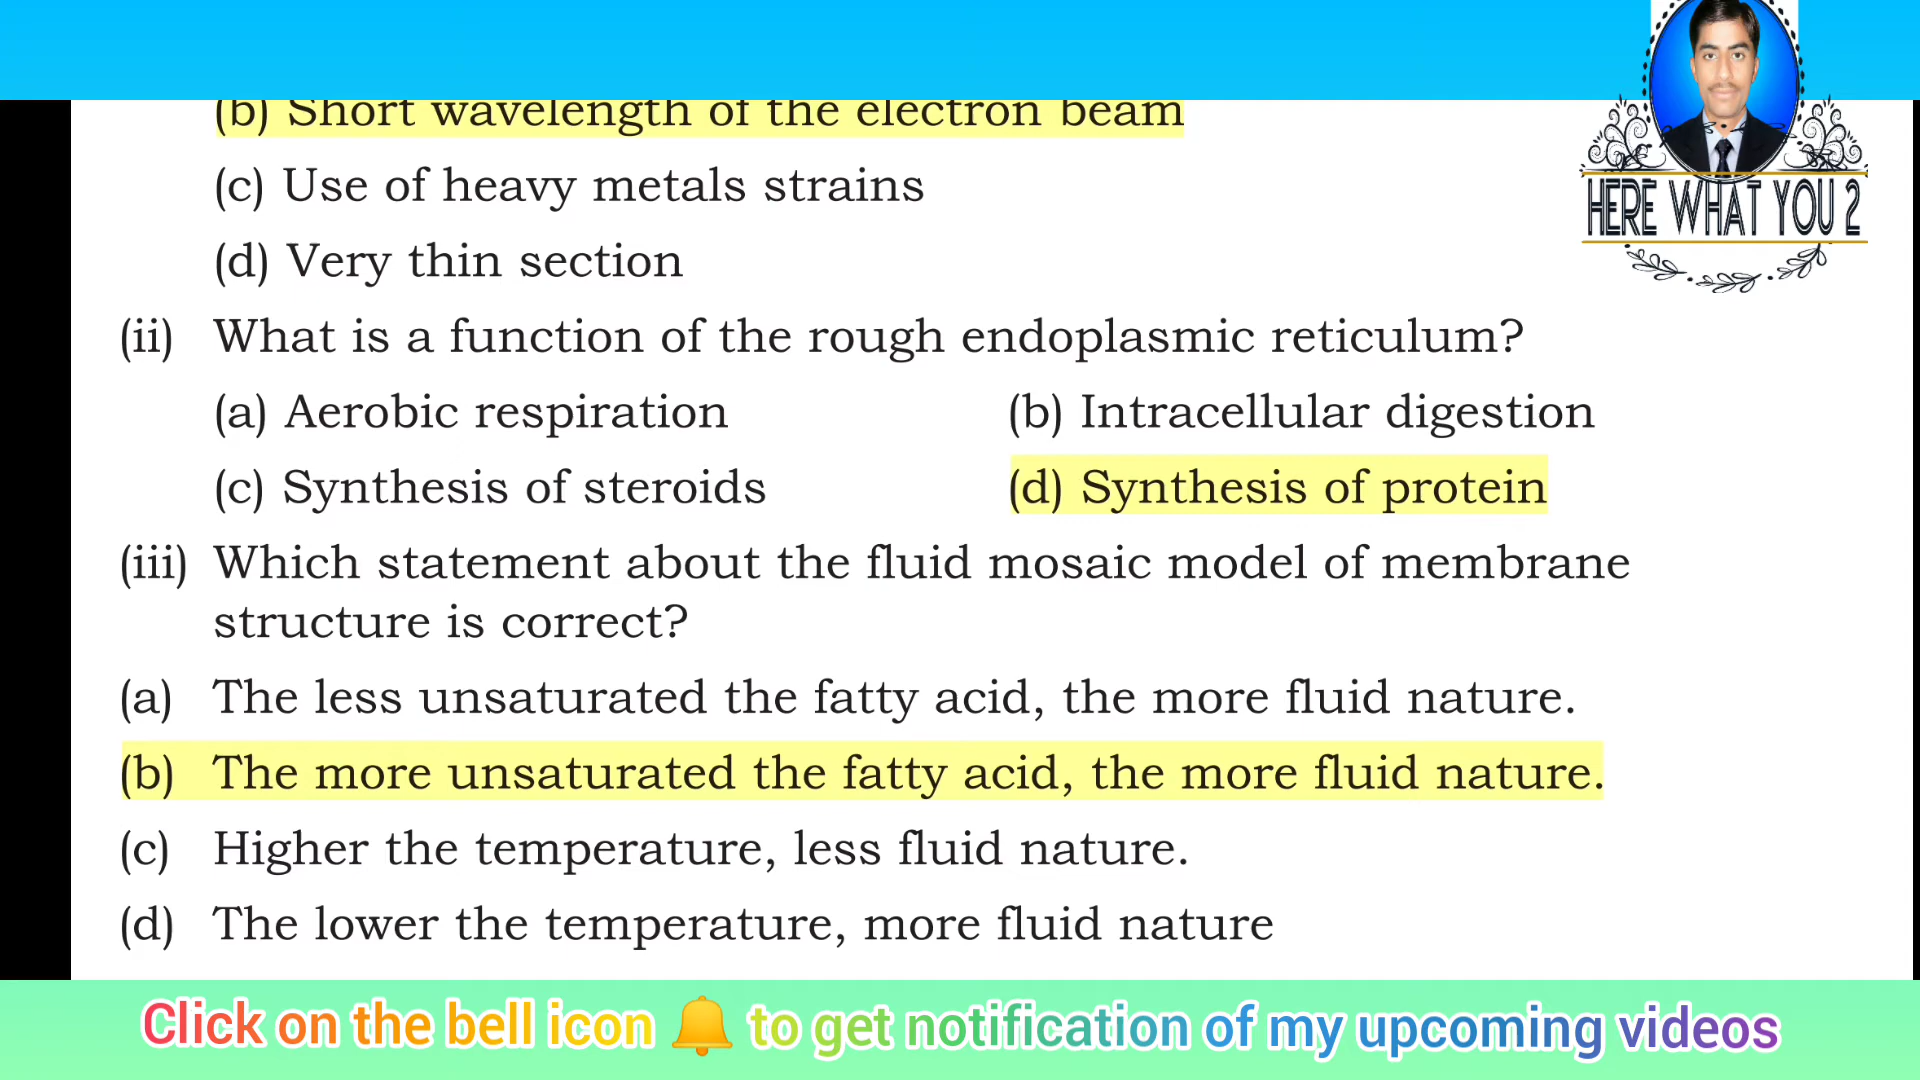 (b) Short wavelength of the electron beam
(c) Use of heavy metals strains
(d) Very thin section
HERE WHAT YOU 2
(ii) What is a function of the rough endoplasmic reticulum?
(a) Aerobic respiration (b) Intracellular digestion
(c) Synthesis of steroids (d) Synthesis of protein
(iii) Which statement about the fluid mosaic model of membrane
structure is correct?
(a) The less unsaturated the fatty acid, the more fluid nature.
(b) The more unsaturated the fatty acid, the more fluid nature.
(c) Higher the temperature, less fluid nature.
(d) The lower the temperature, more fluid nature
Click on the bell icon 🔔 to get notification of my upcoming videos